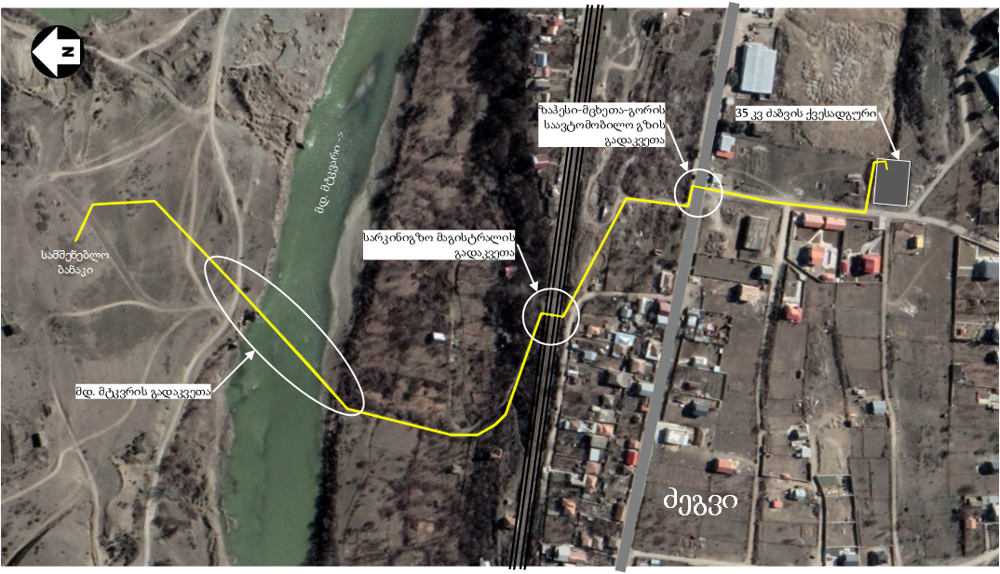 N
ზაჰესი-მცხეთა-გორის
საავტომობილო გზის
გადაკვეთა
35 კვ ძაბვის ქვესადგური
მდ. მტკვარი ->
სარკინიგზო მაგისტრალის
გადაკვეთა
სამშენებლო
ბანაკი
მდ. მტკვრის გადაკვეთა
ძეგვი